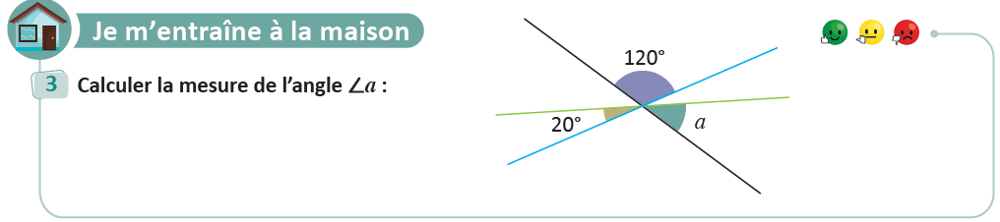 Je m’entraîne à la maison
3 Calculer la mesure de l’angle ∠a :
120°
20°
a